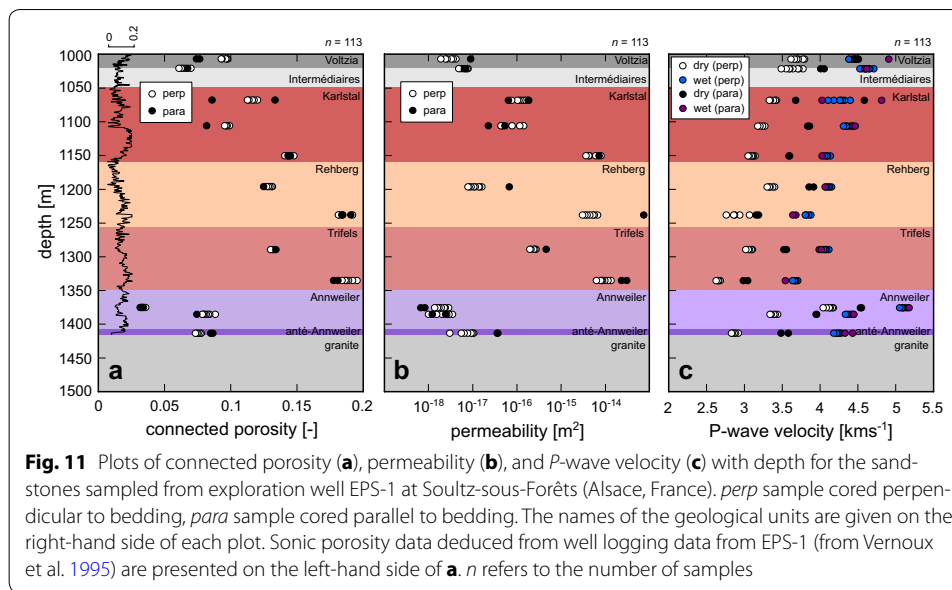 0
0.2
n = 113
n = 113
n = 113
1000
1050
1100
1150
1200
1250
1300
1350
1400
1450
1500
depth [m]
Voltzia
Intermédiaires
Karlstal
perp
para
Rehberg
Trifels
Annweiler
anté-Annweiler
granite
a
0
0.05
0.1
0.15
0.2
connected porosity [-]
Voltzia
Intermédiaires
Karlstal
perp
para
Rehberg
Trifels
Annweiler
anté-Annweiler
granite
b
10-18
10-17
10-16
10-15
10-14
permeability [m2]
dry (perp)
wet (perp)
dry (para)
wet (para)
Voltzia
Intermédiaires
Karlstal
Rehberg
Trifels
Annweiler
anté-Annweiler
granite
c
2
2.5
3
3.5
4
4.5
5
5.5
P-wave velocity [kms-1]
Fig. 11 Plots of connected porosity (a), permeability (b), and P-wave velocity (c) with depth for the sand-
stones sampled from exploration well EPS-1 at Soultz-sous-Forêts (Alsace, France). perp sample cored perpen-
dicular to bedding, para sample cored parallel to bedding. The names of the geological units are given on the
right-hand side of each plot. Sonic porosity data deduced from well logging data from EPS-1 (from Vernoux
et al. 1995) are presented on the left-hand side of a. n refers to the number of samples